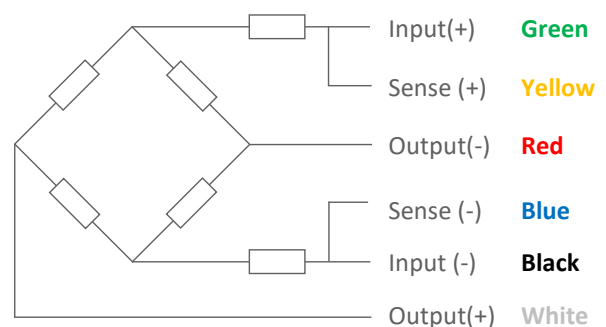 Input(+) Green
Sense (+) Yellow
Output(-) Red
Sense (-) Blue
Input (-) Black
Output(+) White